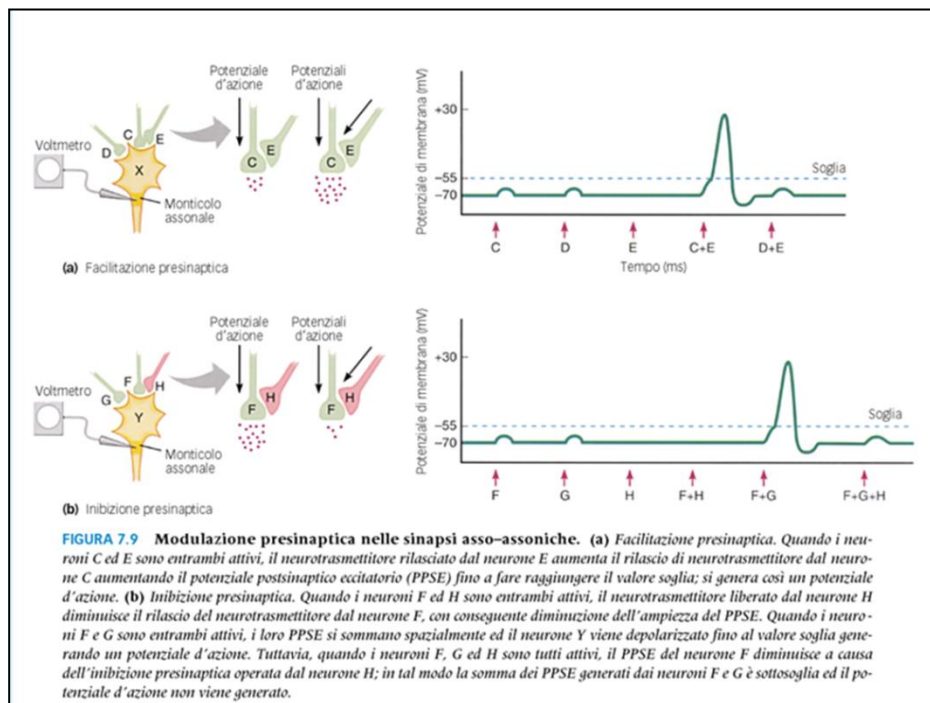 Potenziale
d'azione
Potenziali
d'azione
Voltmetro
D
C
E
X
Monticolo
assonale
C
E
C
E
Potenziale di membrana (mV)
+30
–55
–70
Soglia
C
D
E
C+E
D+E
Tempo (ms)
(a) Facilitazione presinaptica
Potenziale
d'azione
Potenziali
d'azione
Voltmetro
G
F
H
Y
Monticolo
assonale
F
H
F
H
Potenziale di membrana (mV)
+30
–55
–70
Soglia
F
G
H
F+H
F+G
F+G+H
(b) Inibizione presinaptica
FIGURA 7.9 Modulazione presinaptica nelle sinapsi asso–assoniche. (a) Facilitazione presinaptica. Quando i neu-
roni C ed E sono entrambi attivi, il neurotrasmettitore rilasciato dal neurone E aumenta il rilascio di neurotrasmettitore dal neuro-
ne C aumentando il potenziale postsinaptico eccitatorio (PPSE) fino a fare raggiungere il valore soglia; si genera così un potenziale
d'azione. (b) Inibizione presinaptica. Quando i neuroni F ed H sono entrambi attivi, il neurotrasmettitore liberato dal neurone H
diminuisce il rilascio del neurotrasmettitore dal neurone F, con conseguente diminuzione dell'ampiezza del PPSE. Quando i neuro-
ni F e G sono entrambi attivi, i loro PPSE si sommano spazialmente ed il neurone Y viene depolarizzato fino al valore soglia gene-
rando un potenziale d'azione. Tuttavia, quando i neuroni F, G ed H sono tutti attivi, il PPSE del neurone F diminuisce a causa
dell'inibizione presinaptica operata dal neurone H; in tal modo la somma dei PPSE generati dai neuroni F e G è sottosoglia ed il po-
tenziale d'azione non viene generato.